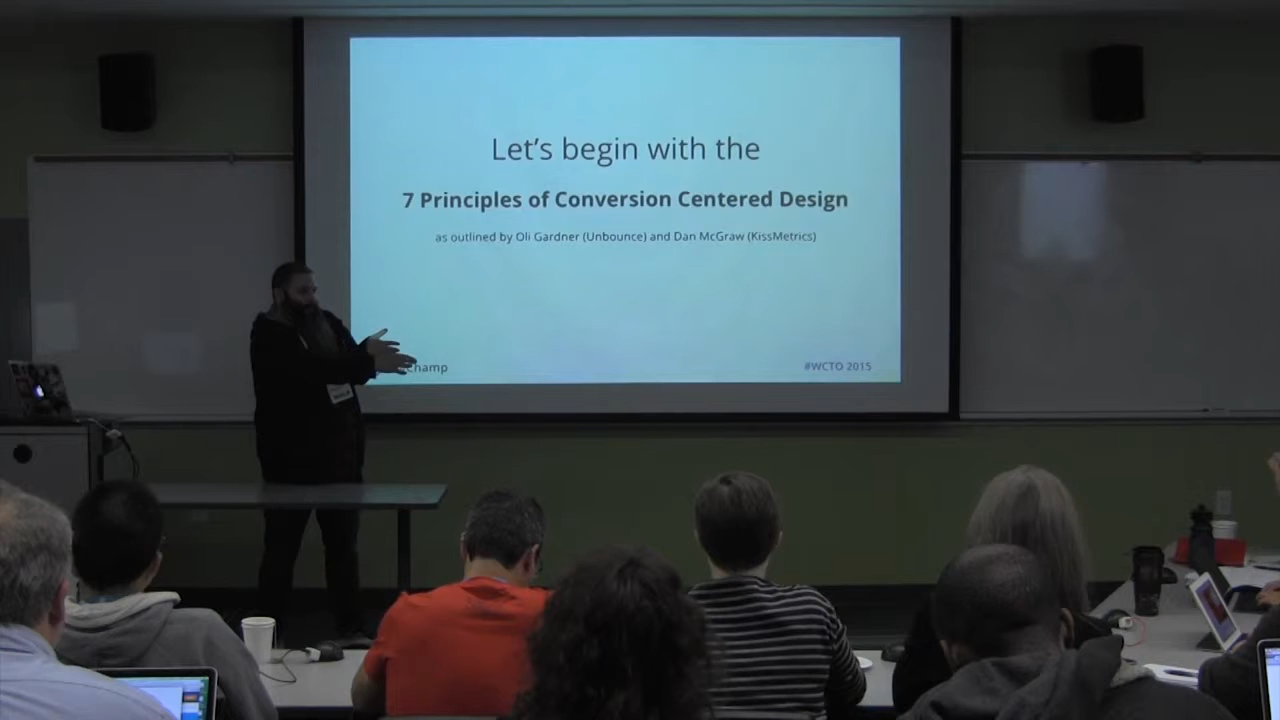 Let's begin with the
7 Principles of Conversion Centered Design
as outlined by Oli Gardner (Unbounce) and Dan McGraw (KissMetrics)
#WCTO 2015